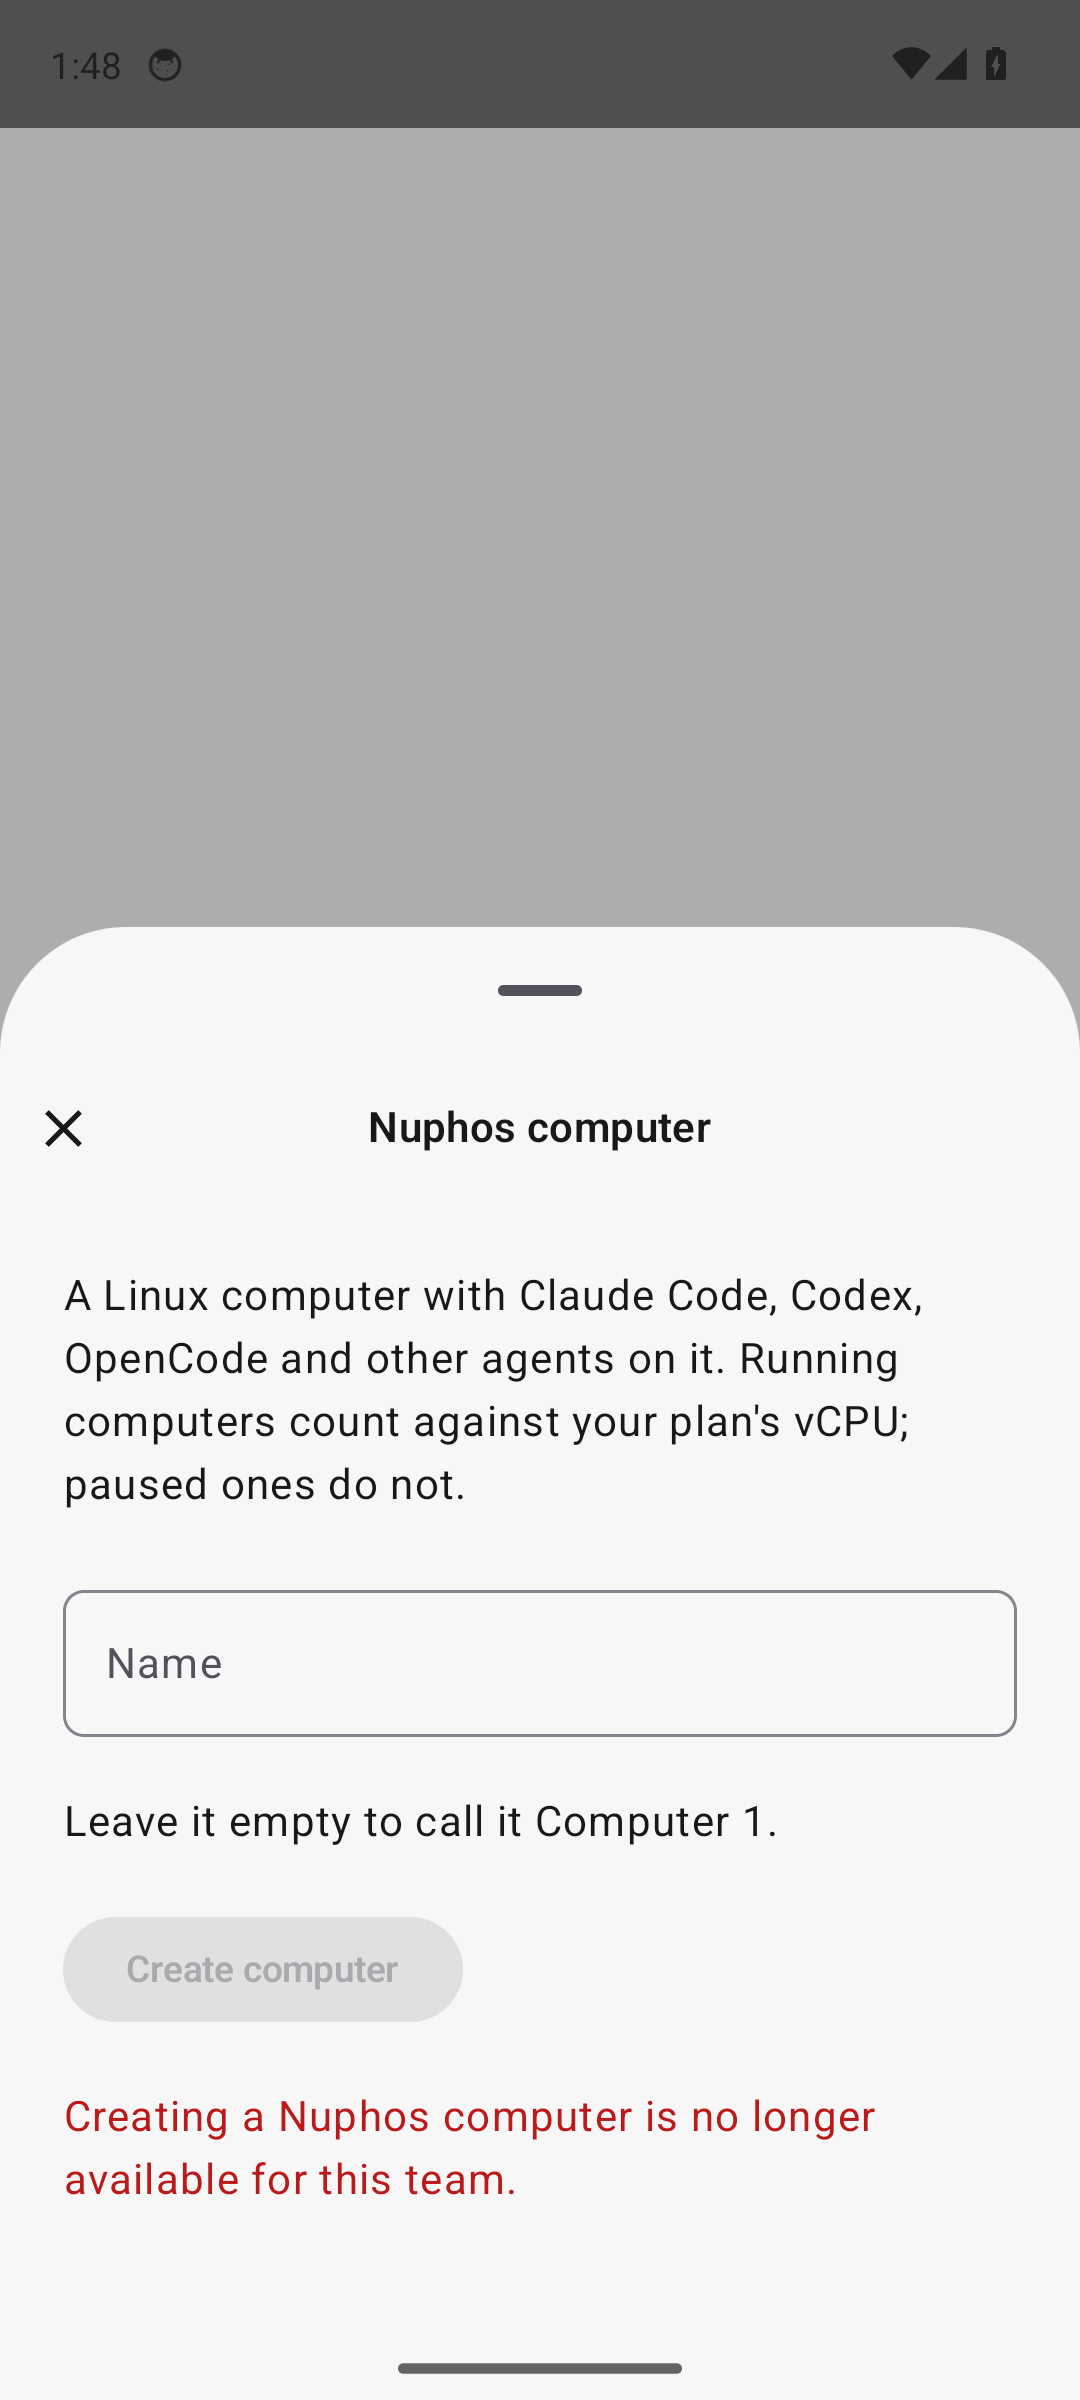 1:48
Nuphos computer
A Linux computer with Claude Code, Codex,
OpenCode and other agents on it. Running
computers count against your plan's vCPU;
paused ones do not.
Name
Leave it empty to call it Computer 1.
Create computer
Creating a Nuphos computer is no longer
available for this team.